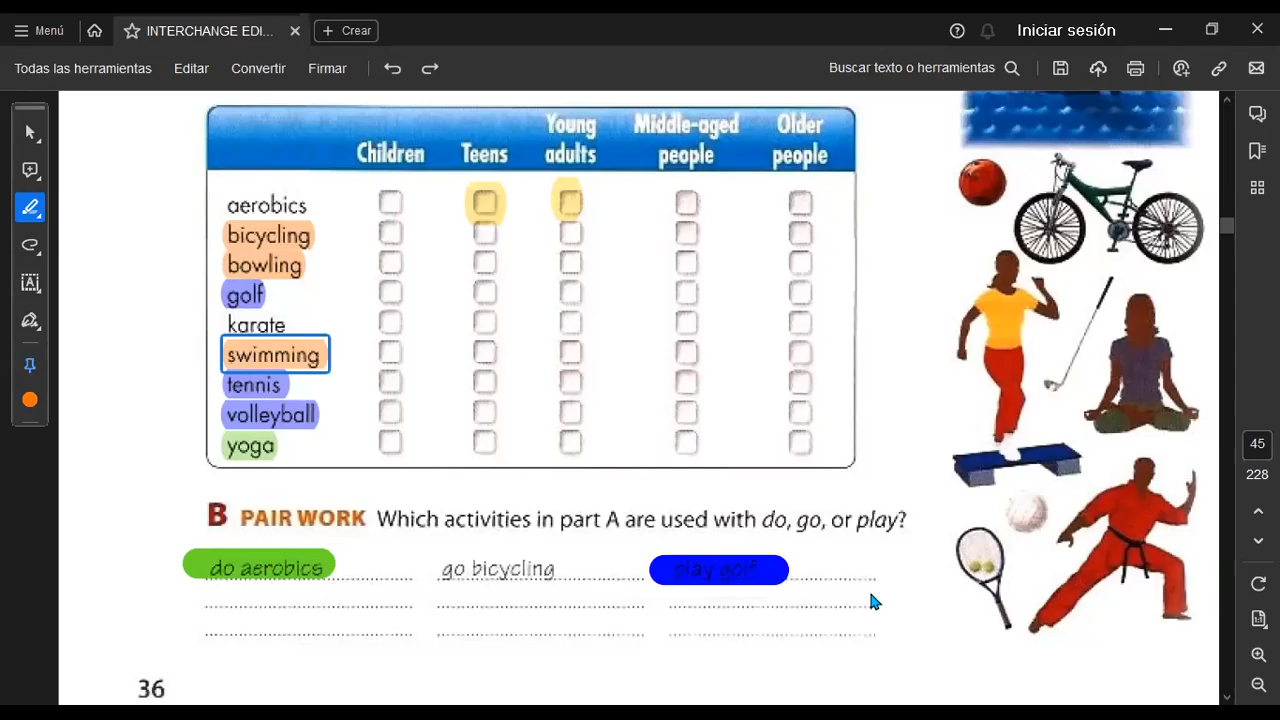 Menú
INTERCHANGE EDI...
Crear
Iniciar sesión
Todas las herramientas
Editar
Convertir
Firmar
Buscar texto o herramientas
Children
Teens
Young adults
Middle-aged people
Older people
aerobics
bicycling
bowling
golf
karate
swimming
tennis
volleyball
yoga
B PAIR WORK Which activities in part A are used with do, go, or play?
do aerobics
go bicycling
play golf
36
45
228